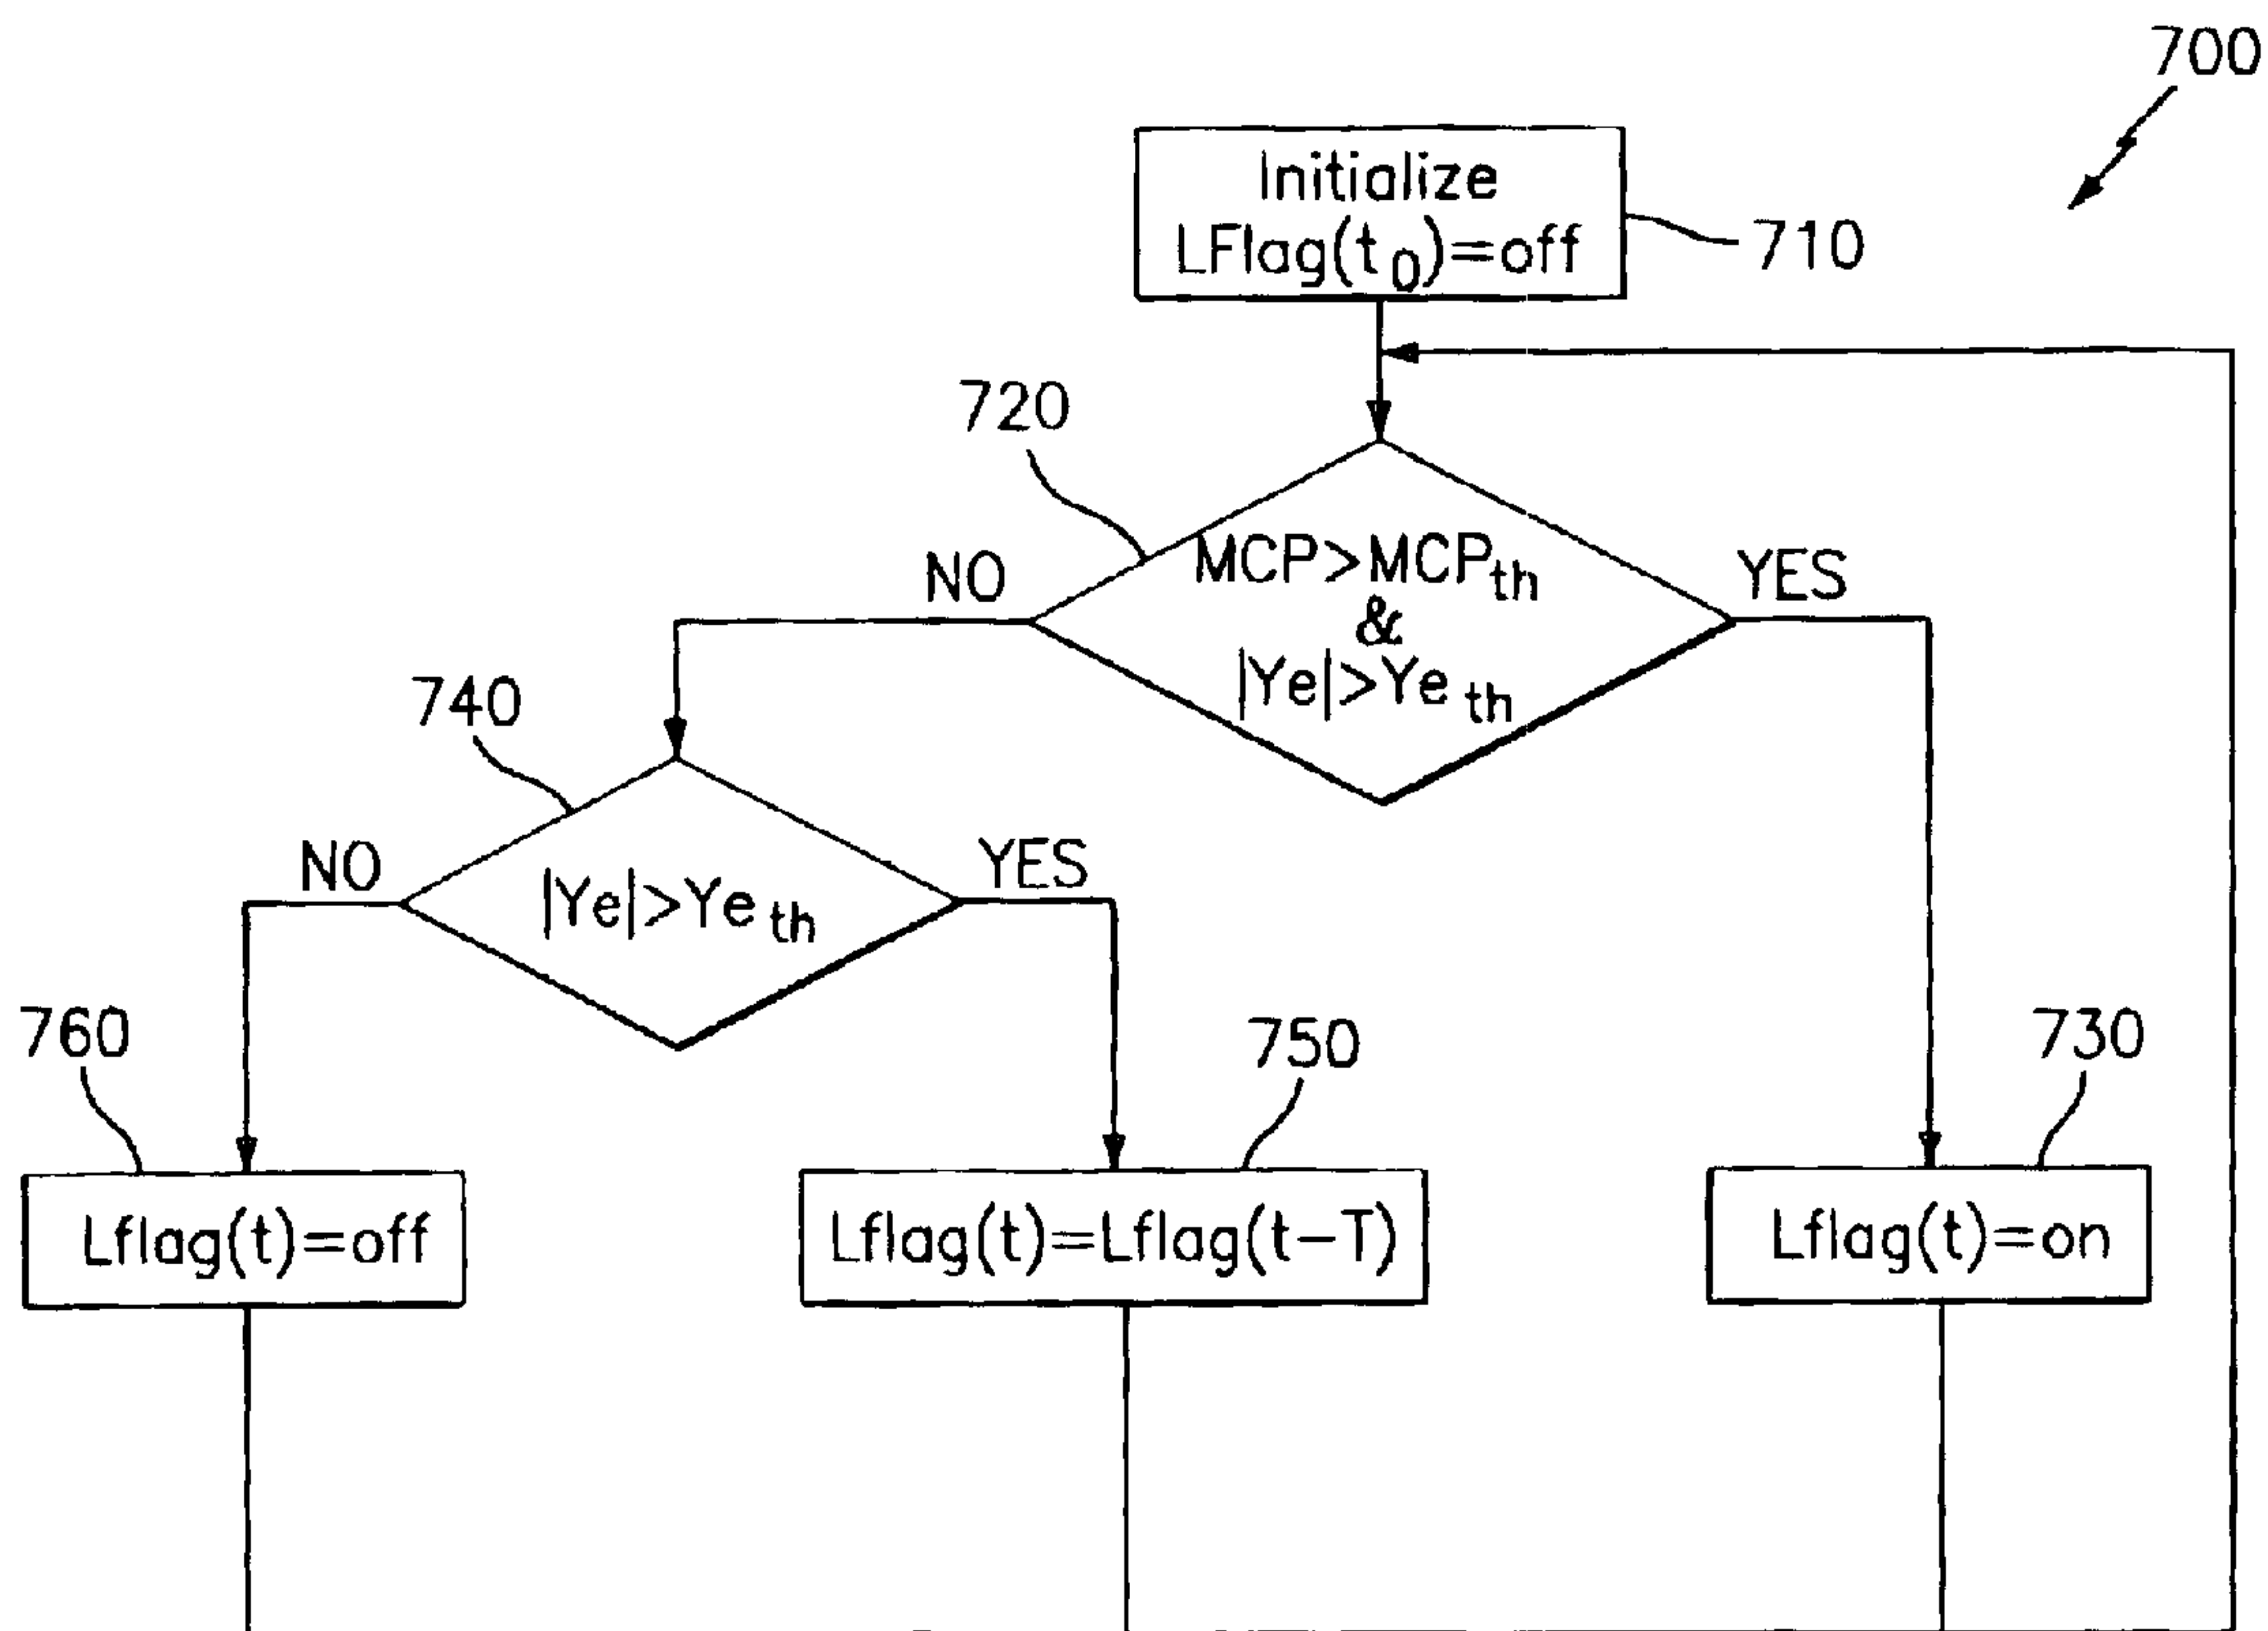 700
Initialize
LFlag(t0)=off
710
720
NO
MCP>MCPth
&
|Ye|>Ye th
YES
740
NO
|Ye|>Ye th
YES
760
750
730
Lflag(t)=off
Lflag(t)=Lflag(t-T)
Lflag(t)=on